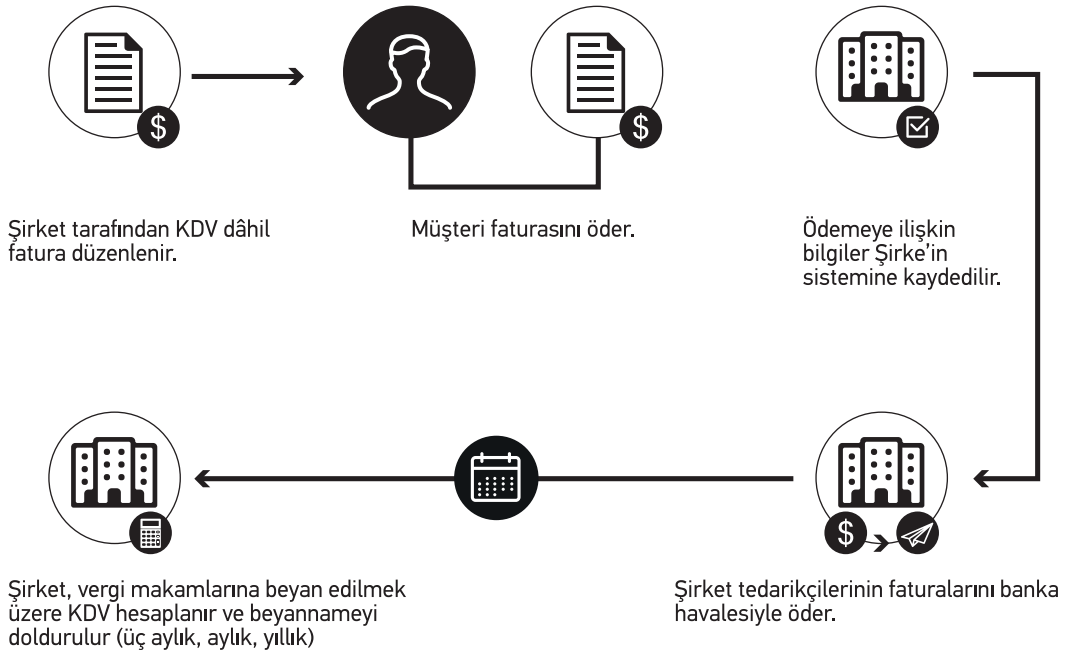 $
$
Şirket tarafından KDV dâhil
fatura düzenlenir.
Müşteri faturasını öder.
Ödemeye ilişkin
bilgiler Şirke'in
sistemine kaydedilir.
$
Şirket, vergi makamlarına beyan edilmek
üzere KDV hesaplanır ve beyannameyi
doldurulur (üç aylık, aylık, yıllık)
Şirket tedarikçilerinin faturalarını banka
havalesiyle öder.